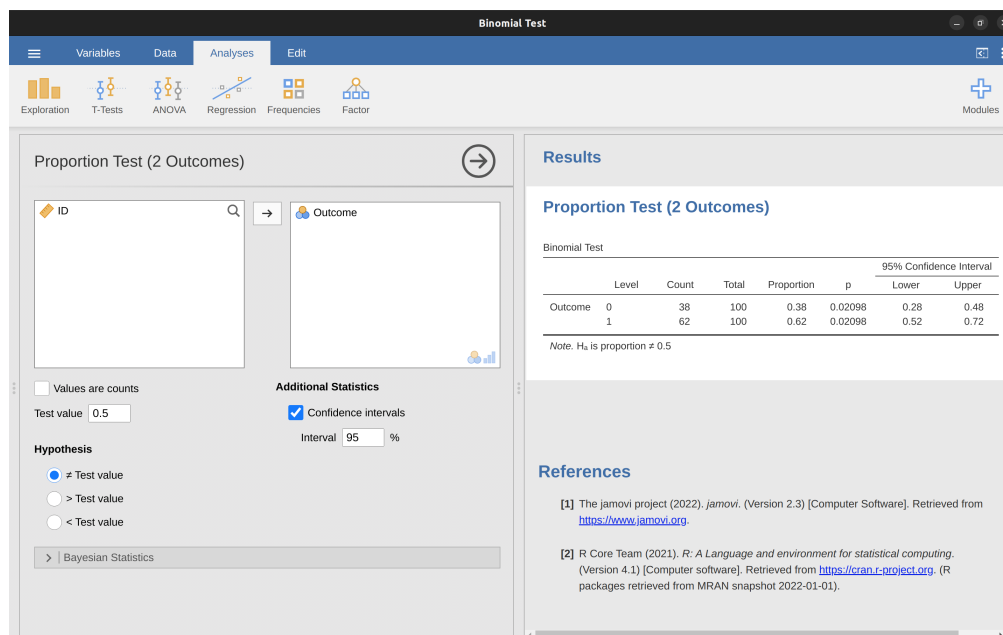 Binomial Test
Variables Data Analyses Edit
Exploration T-Tests ANOVA Regression Frequencies Factor Modules
Proportion Test (2 Outcomes)
ID
Outcome
Values are counts
Test value 0.5
Hypothesis
≠ Test value
> Test value
< Test value
Additional Statistics
Confidence intervals
Interval 95 %
Bayesian Statistics
Results
Proportion Test (2 Outcomes)
Binomial Test
95% Confidence Interval
Level Count Total Proportion p Lower Upper
Outcome 0 38 100 0.38 0.02098 0.28 0.48
1 62 100 0.62 0.02098 0.52 0.72
Note. Hₐ is proportion ≠ 0.5
References
[1] The jamovi project (2022). jamovi. (Version 2.3) [Computer Software]. Retrieved from
https://www.jamovi.org.
[2] R Core Team (2021). R: A Language and environment for statistical computing.
(Version 4.1) [Computer software]. Retrieved from https://cran.r-project.org. (R
packages retrieved from MRAN snapshot 2022-01-01).